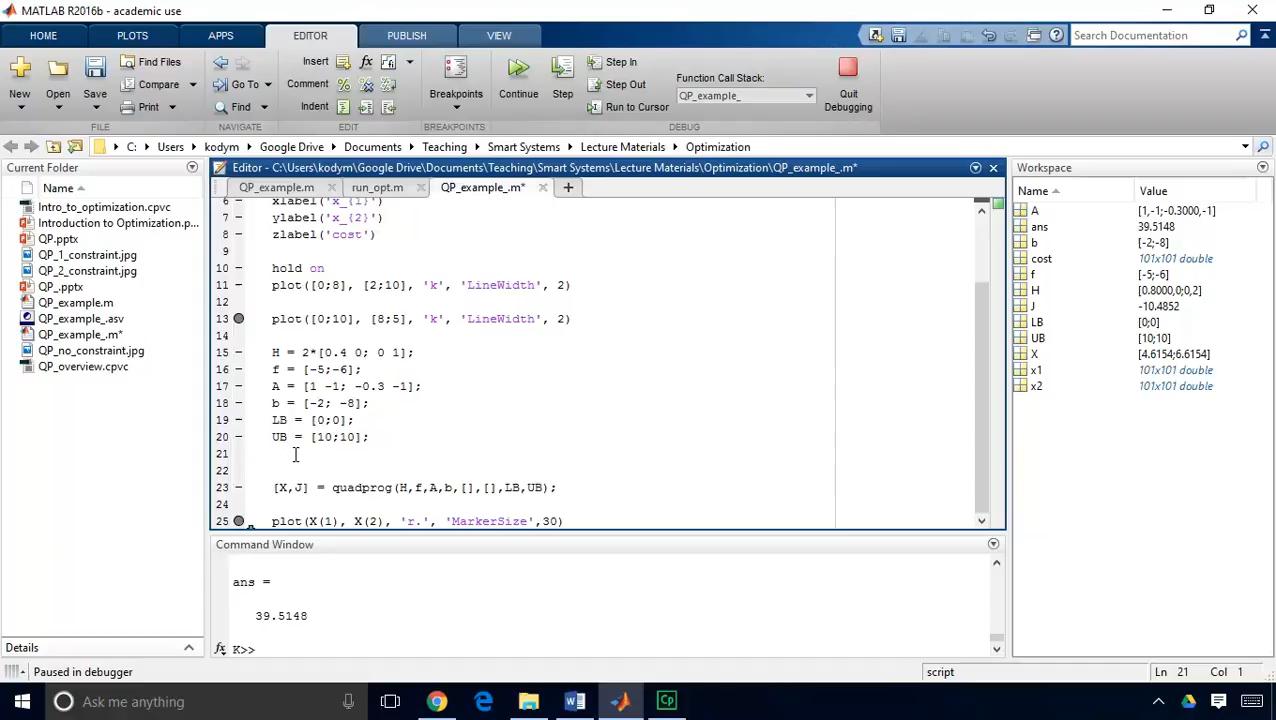 MATLAB R2016b - academic use
HOME PLOTS APPS EDITOR PUBLISH VIEW Search Documentation
New Open Save Find Files Compare Print
Go To Find
Insert Comment Indent
Breakpoints Continue Step Step In Step Out Run to Cursor
Function Call Stack:
QP_example_
Quit Debugging
FILE NAVIGATE EDIT BREAKPOINTS DEBUG
C: Users kodym Google Drive Documents Teaching Smart Systems Lecture Materials Optimization
Current Folder
Name
Intro_to_optimization.cpvc
Introduction to Optimization.p...
QP.pptx
QP_1_constraint.jpg
QP_2_constraint.jpg
QP_.pptx
QP_example.m
QP_example_.asv
QP_example_.m*
QP_no_constraint.jpg
QP_overview.cpvc
Details
Editor - C:\Users\kodym\Google Drive\Documents\Teaching\Smart Systems\Lecture Materials\Optimization\QP_example_.m*
QP_example.m run_opt.m QP_example_.m*
6 xlabel('x_{1}')
7 ylabel('x_{2}')
8 zlabel('cost')
9
10 hold on
11 plot([0;8], [2;10], 'k', 'LineWidth', 2)
12
13 plot([0;10], [8;5], 'k', 'LineWidth', 2)
14
15 H = 2*[0.4 0; 0 1];
16 f = [-5;-6];
17 A = [1 -1; -0.3 -1];
18 b = [-2; -8];
19 LB = [0;0];
20 UB = [10;10];
21
22
23 [X,J] = quadprog(H,f,A,b,[],[],LB,UB);
24
25 plot(X(1), X(2), 'r.', 'MarkerSize',30)
Command Window
ans =
39.5148
fx K>>
Workspace
Name Value
A [1,-1;-0.3000,-1]
ans 39.5148
b [-2;-8]
cost 101x101 double
f [-5;-6]
H [0.8000,0;0,2]
J -10.4852
LB [0;0]
UB [10;10]
X [4.6154;6.6154]
x1 101x101 double
x2 101x101 double
Paused in debugger script Ln 21 Col 1
Ask me anything Cp 12:29 PM